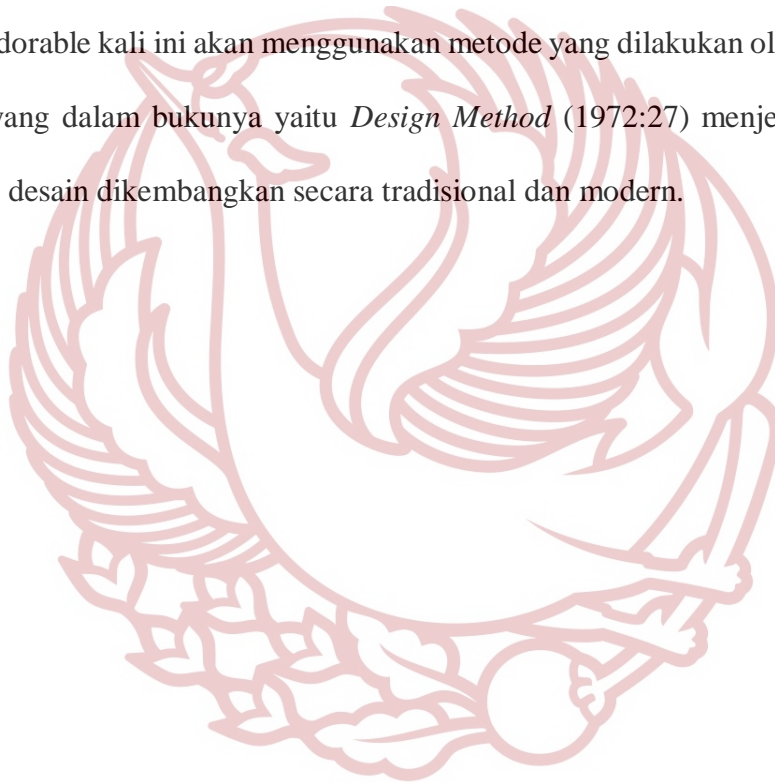 dorable kali ini akan menggunakan metode yang dilakukan ol
yang dalam bukunya yaitu Design Method (1972:27) menje
desain dikembangkan secara tradisional dan modern.